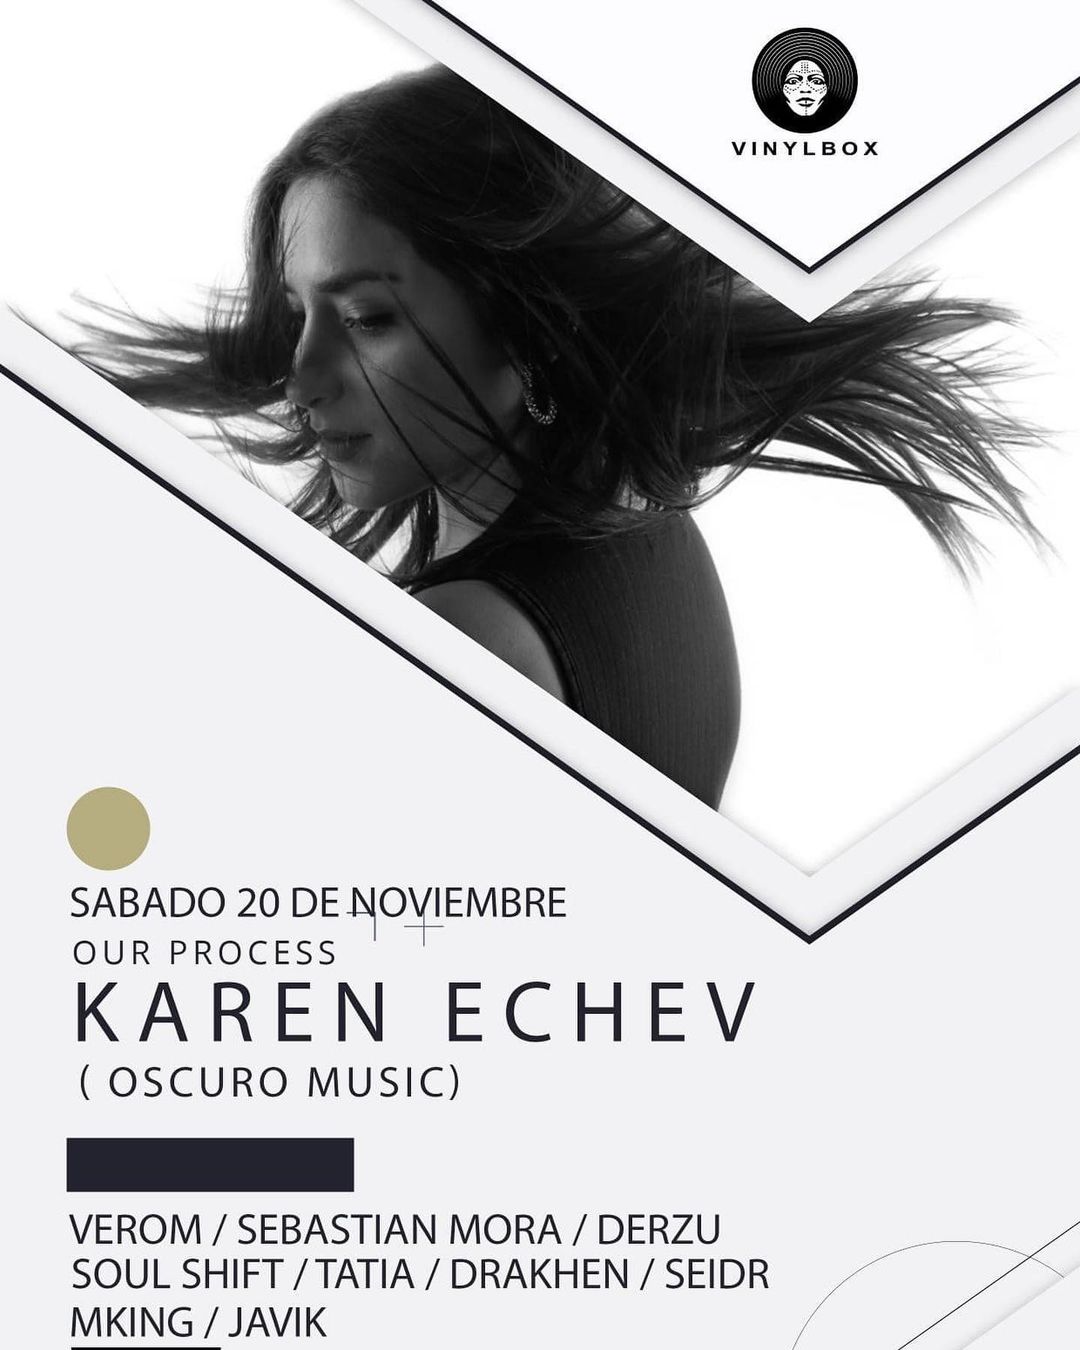 VINYLBOX
SABADO 20 DE NOVIEMBRE
OUR PROCESS
KAREN ECHEV
( OSCURO MUSIC)
VEROM / SEBASTIAN MORA / DERZU
SOUL SHIFT / TATIA / DRAKHEN / SEIDR
MKING / JAVIK